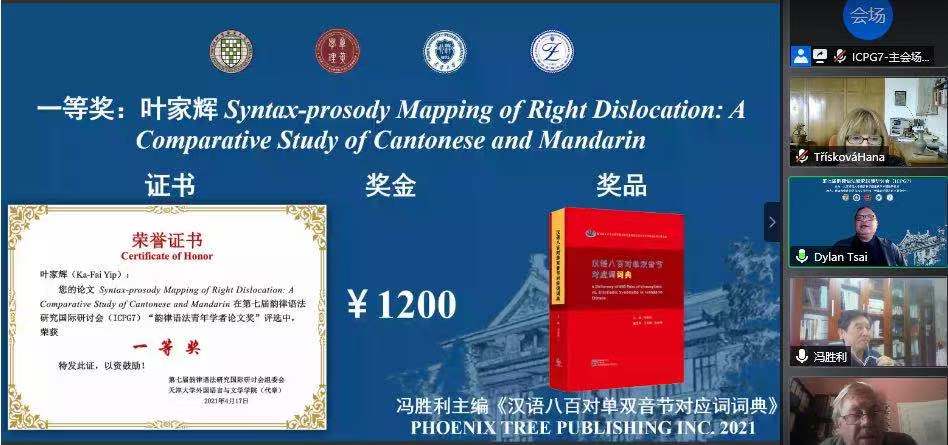 一等奖：叶家辉 Syntax-prosody Mapping of Right Dislocation: A
Comparative Study of Cantonese and Mandarin
证书
奖金
奖品
荣誉证书
Certificate of Honor
叶家辉（Ka-Fai Yip）：
您的论文 Syntax-prosody Mapping of Right Dislocation: A
Comparative Study of Cantonese and Mandarin 在第七届韵律语法
研究国际研讨会（ICPG7）“韵律语法青年学者论文奖”评选中，
荣获
一 等 奖
特发此证，以资鼓励！
第七届韵律语法研究国际研讨会组委会
天津大学外国语言与文学学院（代章）
2021年4月17日
￥1200
汉语八百对单双音节
对应词词典
冯胜利主编《汉语八百对单双音节对应词词典》
PHOENIX TREE PUBLISHING INC. 2021
会场
ICPG7-主会场...
TřískováHana
Dylan Tsai
冯胜利